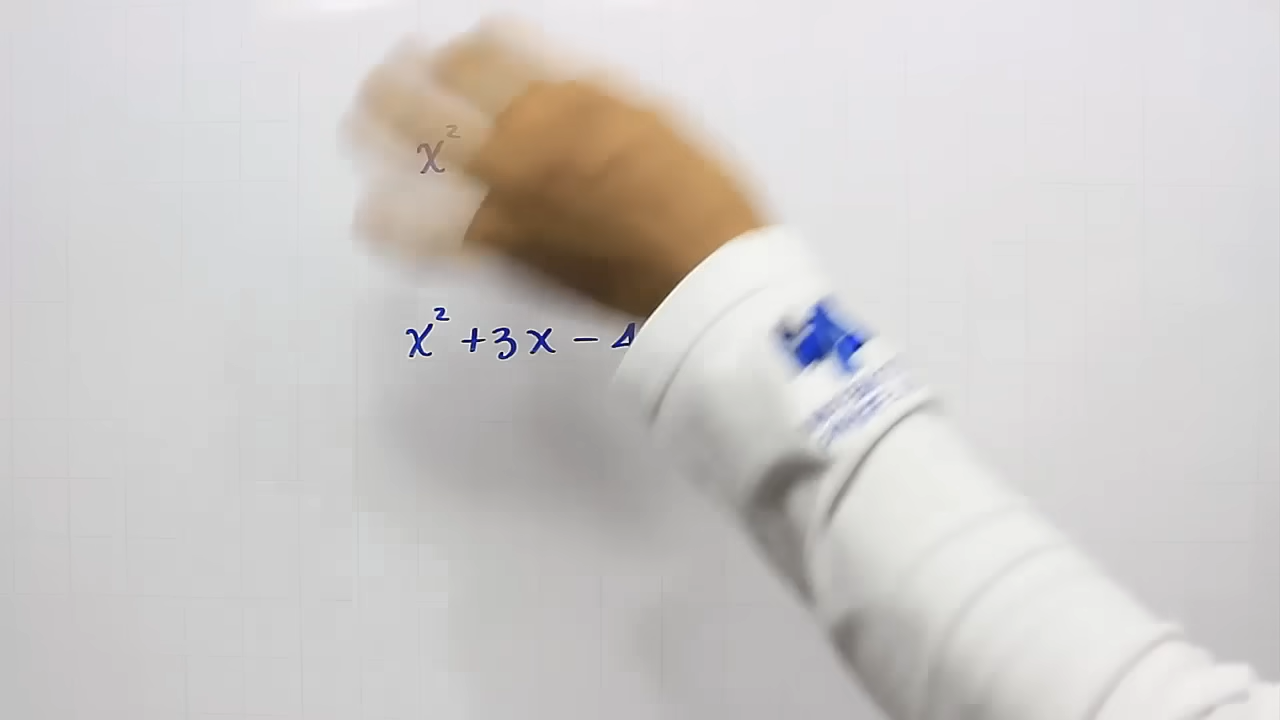 x²
x² + 3x - 4